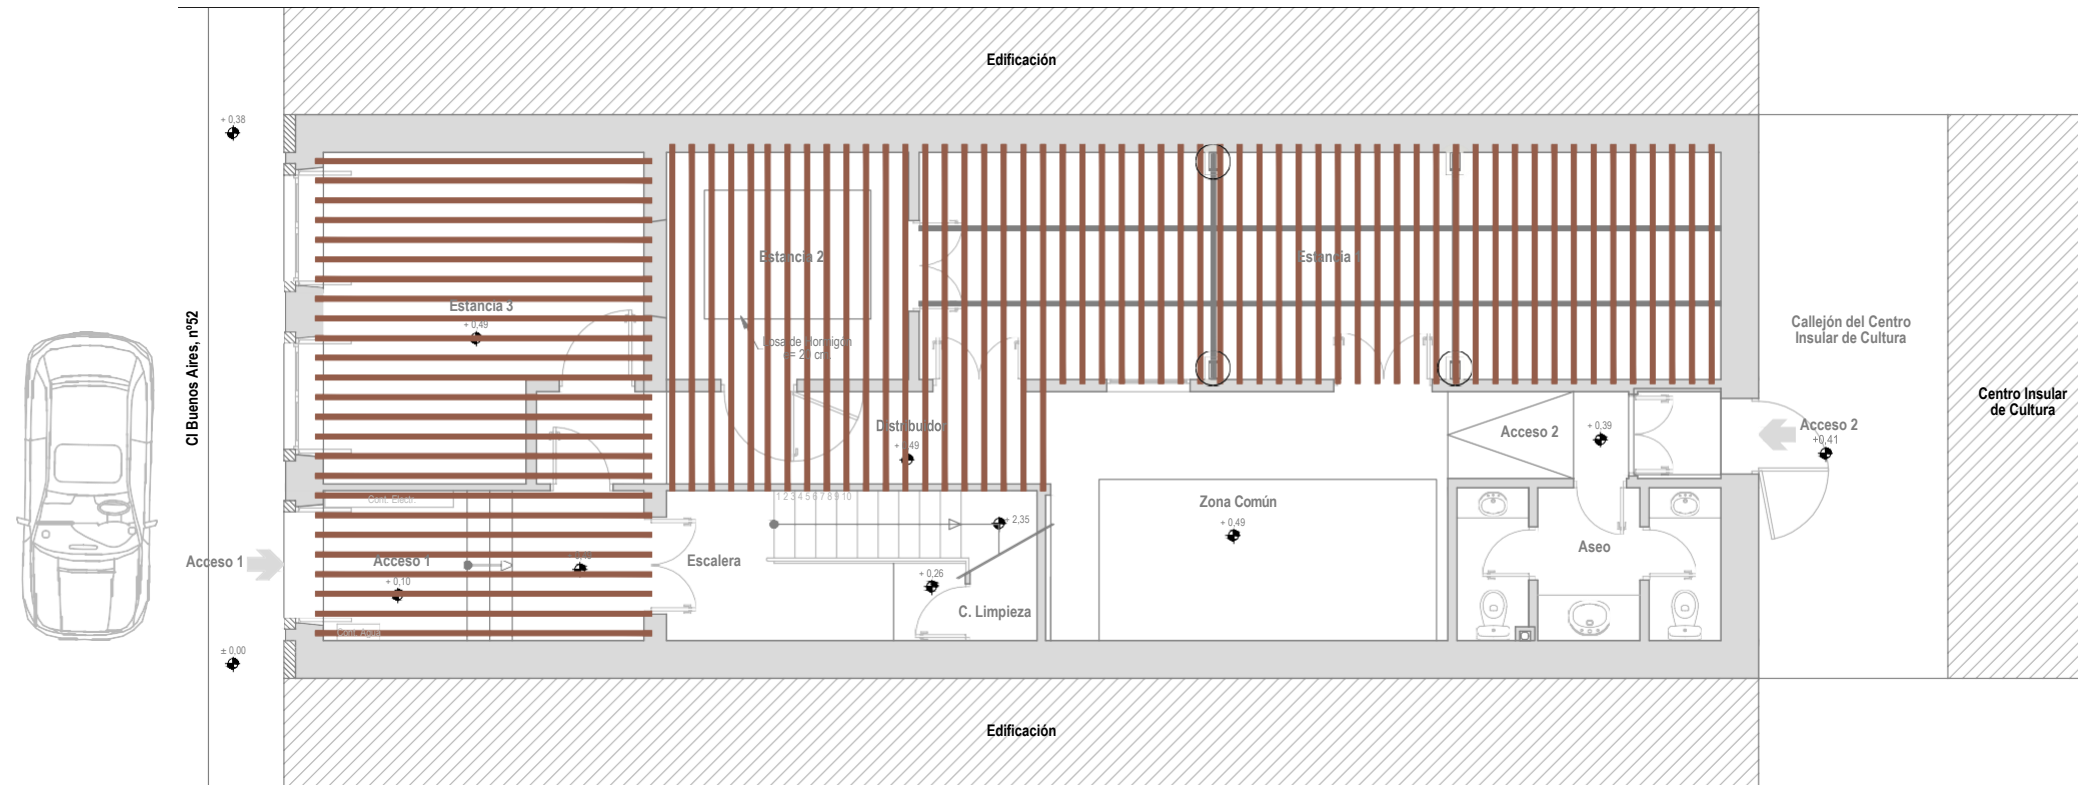 Edificación
+ 0,38
Estancia 2
Estancia
Estancia 3
+ 0,49
Losa de Hormigón
e= 20 cm.
Callejón del Centro
Insular de Cultura
Cl Buenos Aires, nº52
Centro Insular
de Cultura
Distribuidor
+ 0,49
Acceso 2
+ 0,39
Acceso 2
+0,41
Cont. Electr.
1 2 3 4 5 6 7 8 9 10
+ 2,35
Zona Común
+ 0,49
Aseo
Acceso 1
Acceso 1
+ 0,10
Escalera
+ 0,26
C. Limpieza
Cont. Agua
± 0,00
Edificación